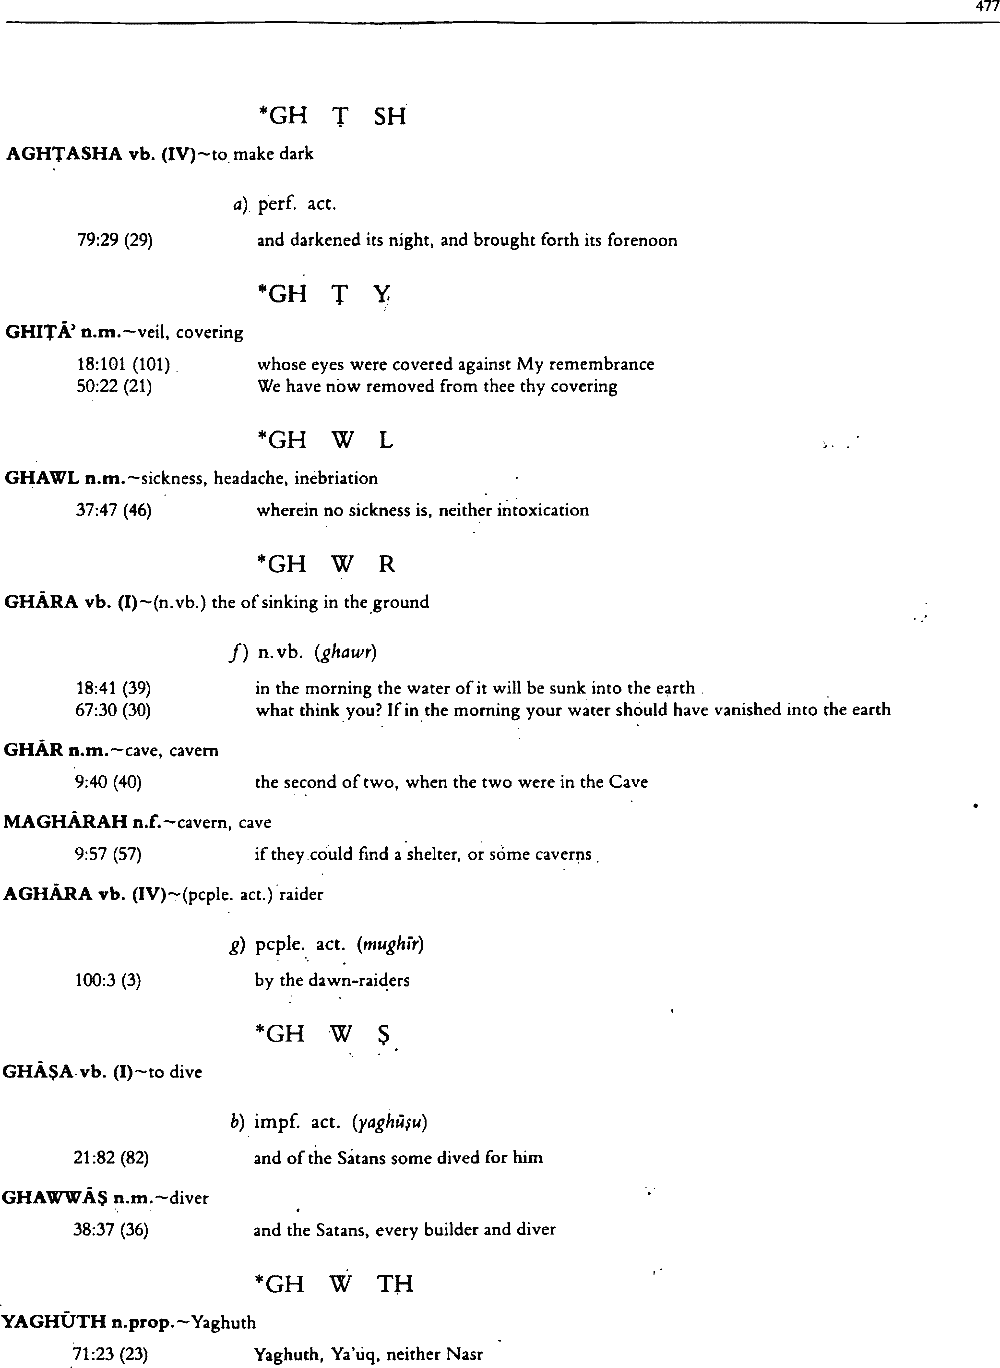 477
*GH Ṭ SH
AGHṬASHA vb. (IV)~to make dark
a) perf. act.
79:29 (29) and darkened its night, and brought forth its forenoon
*GH Ṭ Y
GHIṬĀʾ n.m.~veil, covering
18:101 (101) whose eyes were covered against My remembrance
50:22 (21) We have now removed from thee thy covering
*GH W L
GHAWL n.m.~sickness, headache, inebriation
37:47 (46) wherein no sickness is, neither intoxication
*GH W R
GHĀRA vb. (I)~(n.vb.) the of sinking in the ground
f) n.vb. (ghawr)
18:41 (39) in the morning the water of it will be sunk into the earth
67:30 (30) what think you? If in the morning your water should have vanished into the earth
GHĀR n.m.~cave, cavern
9:40 (40) the second of two, when the two were in the Cave
MAGHĀRAH n.f.~cavern, cave
9:57 (57) if they could find a shelter, or some caverns
AGHĀRA vb. (IV)~(pcple. act.) raider
g) pcple. act. (mughīr)
100:3 (3) by the dawn-raiders
*GH W Ṣ
GHĀṢA vb. (I)~to dive
b) impf. act. (yaghūṣu)
21:82 (82) and of the Satans some dived for him
GHAWWĀṢ n.m.~diver
38:37 (36) and the Satans, every builder and diver
*GH W TH
YAGHŪTH n.prop.~Yaghuth
71:23 (23) Yaghuth, Ya'uq, neither Nasr